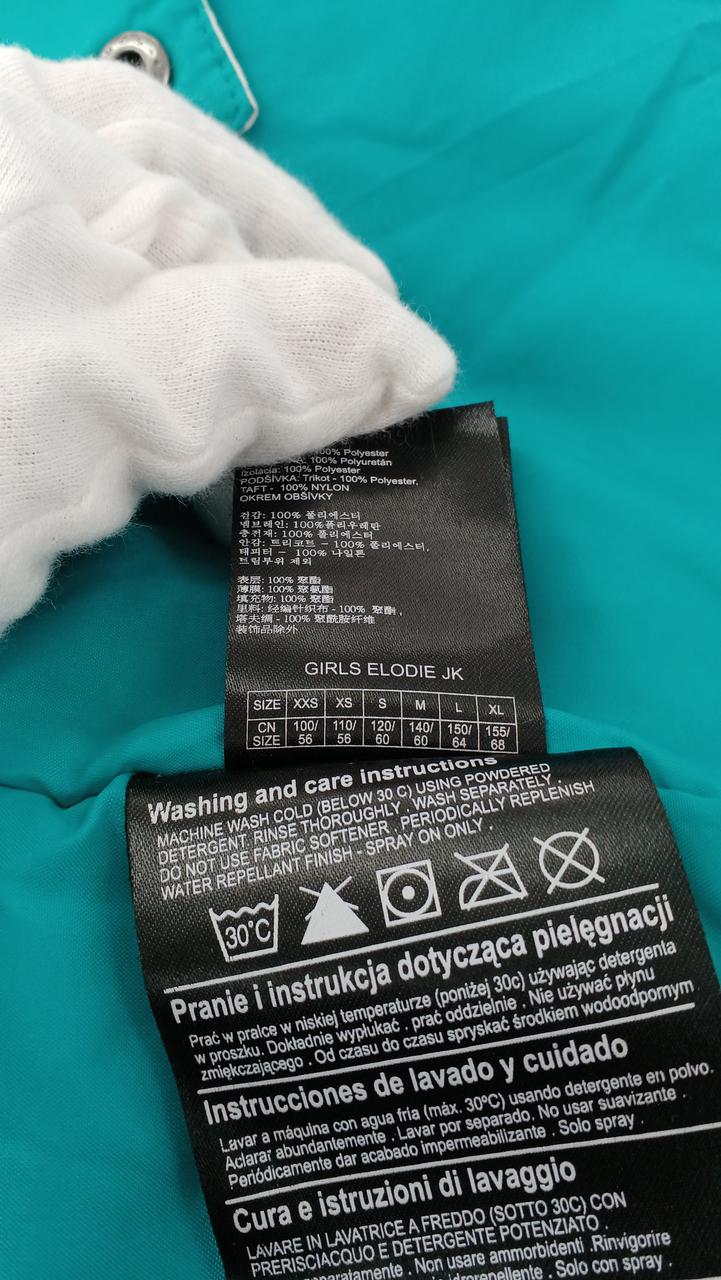 100% Polyester
100% Polyuretán
Izolácia: 100% Polyester
PODŠÍVKA: Trikot - 100% Polyester,
TAFT - 100% NYLON
OKREM OBŠÍVKY
겉감: 100% 폴리에스터
멤브레인: 100%폴리우레탄
충전재: 100% 폴리에스터
안감: 트리코트 – 100% 폴리에스터,
태피터 – 100% 나일론
트림부위 제외
表层: 100% 聚酯
薄膜: 100% 聚氨酯
填充物: 100% 聚酯
里料: 经编针织布 - 100% 聚酯 ,
塔夫绸 - 100% 聚酰胺纤维
装饰品除外
GIRLS ELODIE JK
SIZE XXS XS S M L XL
CN SIZE 100/56 110/56 120/60 140/60 150/64 155/68
Washing and care instructions
MACHINE WASH COLD (BELOW 30 C) USING POWDERED
DETERGENT. RINSE THOROUGHLY . WASH SEPARATELY .
DO NOT USE FABRIC SOFTENER . PERIODICALLY REPLENISH
WATER REPELLANT FINISH - SPRAY ON ONLY .
30°C
Pranie i instrukcja dotycząca pielęgnacji
Prać w pralce w niskiej temperaturze (poniżej 30c) używając detergenta
w proszku. Dokładnie wypłukać . prać oddzielnie . Nie używać płynu
zmiękczającego . Od czasu do czasu spryskać środkiem wodoodpornym
Instrucciones de lavado y cuidado
Lavar a máquina con agua fria (máx. 30ºC) usando detergente en polvo.
Aclarar abundantemente . Lavar por separado. No usar suavizante .
Periódicamente dar acabado impermeabilizante . Solo spray .
Cura e istruzioni di lavaggio
LAVARE IN LAVATRICE A FREDDO (SOTTO 30C) CON
PRERISCIACQUO E DETERGENTE POTENZIATO .
separatamente . Non usare ammorbidenti .Rinvigorire
idrorepellente . Solo con spray .